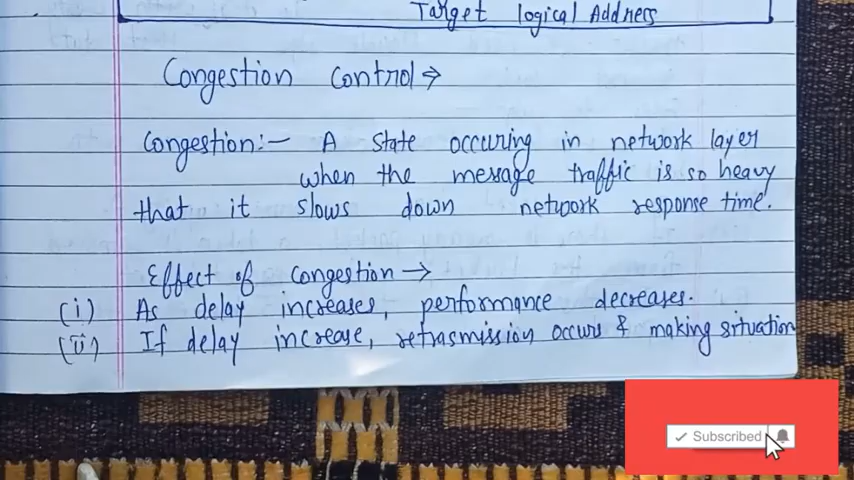 Target logical Address
Congestion Control →
Congestion:- A state occuring in network layer
when the message traffic is so heavy
that it slows down network response time.
Effect of Congestion →
(i) As delay increases, performance decreases.
(ii) If delay increase, retrasmission occurs & making situation
Subscribed